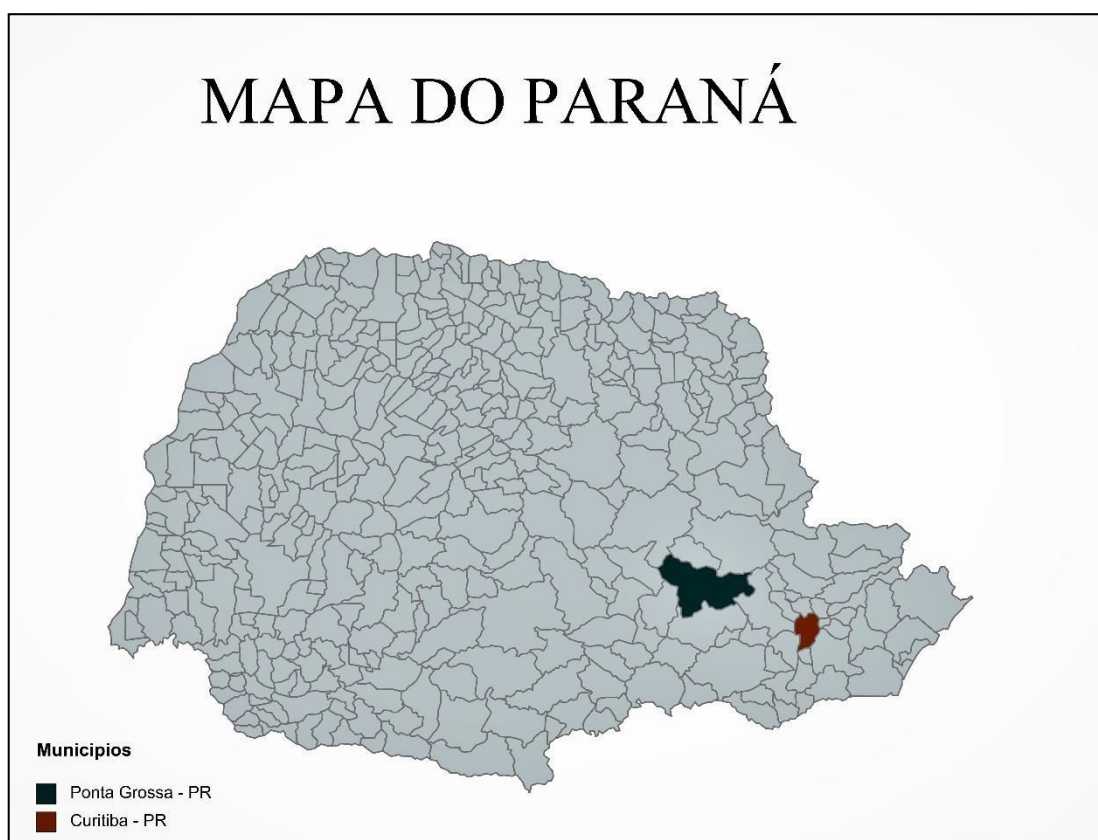 MAPA DO PARANÁ
Municipios
Ponta Grossa - PR
Curitiba - PR